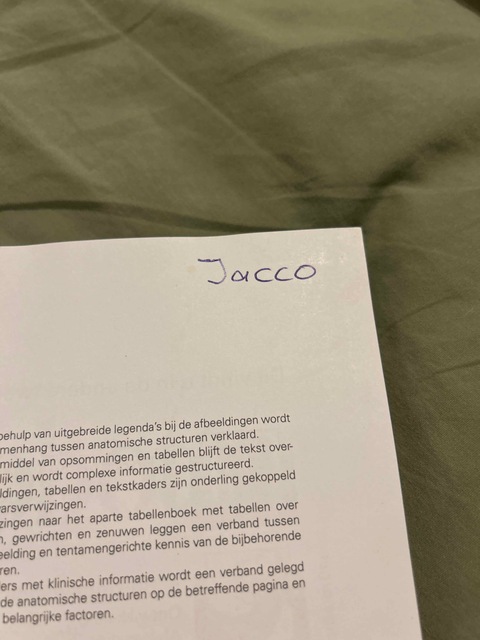 Jacco
behulp van uitgebreide legenda's bij de afbeeldingen wordt
menhang tussen anatomische structuren verklaard.
middel van opsommingen en tabellen blijft de tekst over-
lijk en wordt complexe informatie gestructureerd.
ldingen, tabellen en tekstkaders zijn onderling gekoppeld
arsverwijzingen.
zingen naar het aparte tabellenboek met tabellen over
n, gewrichten en zenuwen leggen een verband tussen
eelding en tentamengerichte kennis van de bijbehorende
ren.
ers met klinische informatie wordt een verband gelegd
de anatomische structuren op de betreffende pagina en
belangrijke factoren.